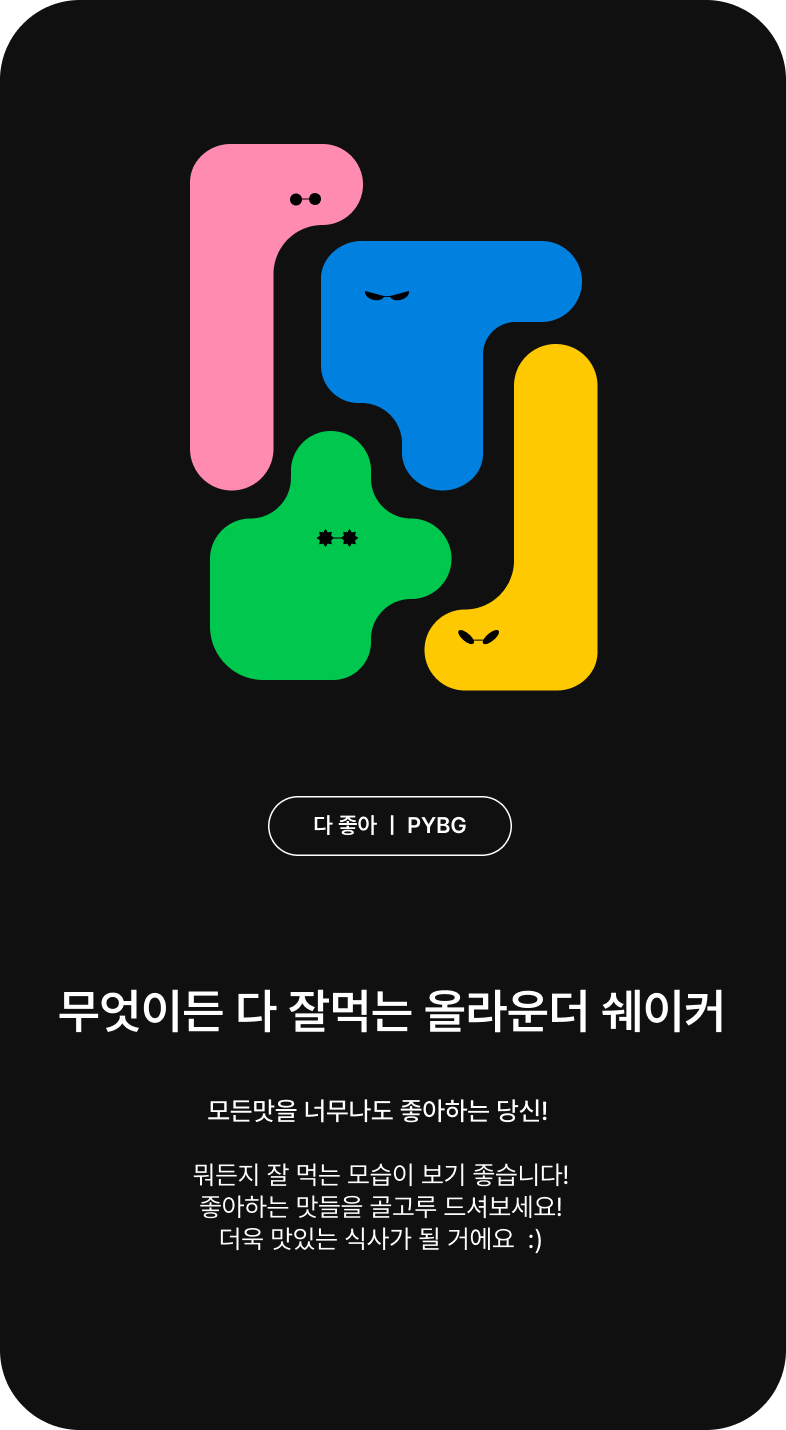 다 좋아 | PYBG
무엇이든 다 잘먹는 올라운더 쉐이커
모든맛을 너무나도 좋아하는 당신!
뭐든지 잘 먹는 모습이 보기 좋습니다!
좋아하는 맛들을 골고루 드셔보세요!
더욱 맛있는 식사가 될 거에요 :)